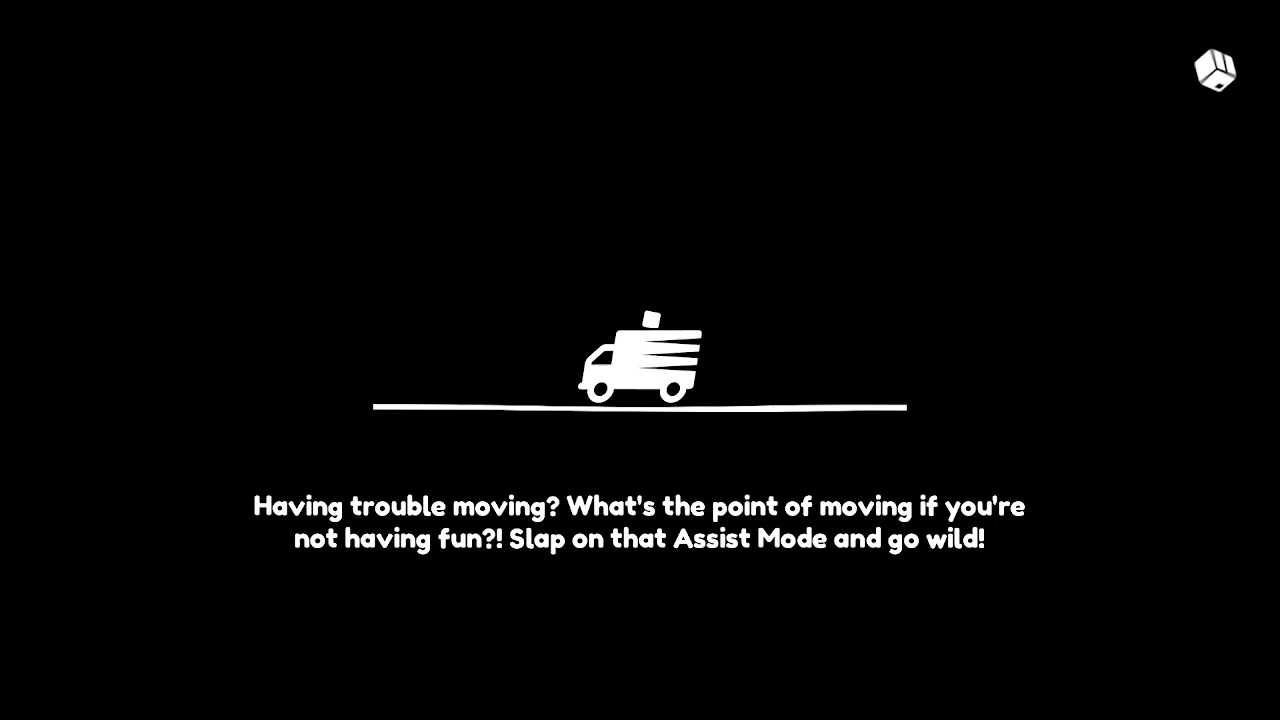 Having trouble moving? What's the point of moving if you're
not having fun?! Slap on that Assist Mode and go wild!